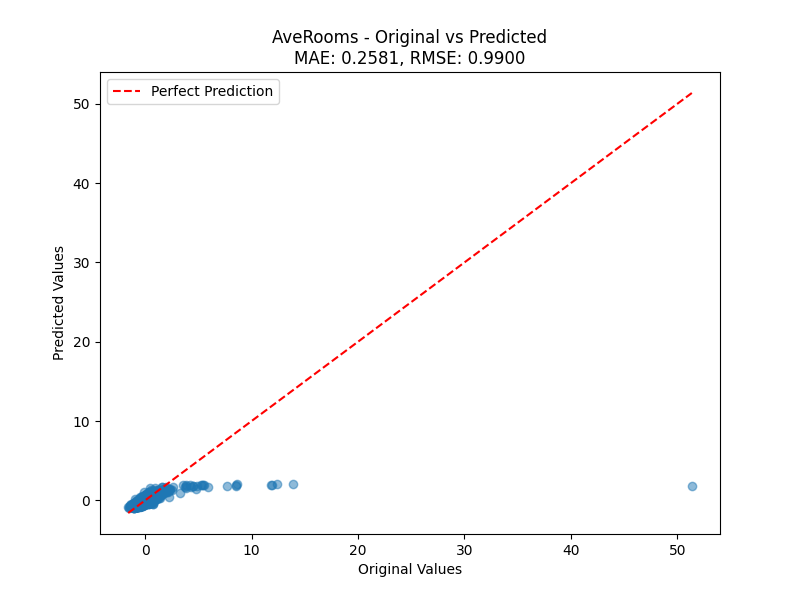 AveRooms - Original vs Predicted
MAE: 0.2581, RMSE: 0.9900
Perfect Prediction
50
40
30
20
10
0
Predicted Values
0 10 20 30 40 50
Original Values